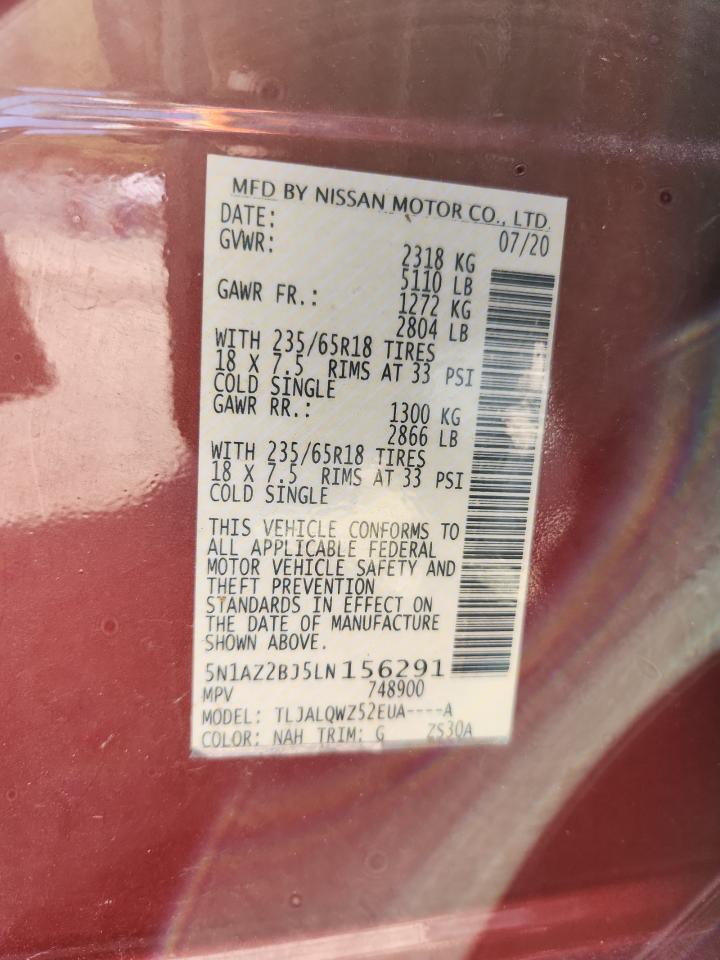 MFD BY NISSAN MOTOR CO., LTD.
DATE: 07/20
GVWR: 2318 KG
5110 LB
GAWR FR.: 1272 KG
2804 LB
WITH 235/65R18 TIRES
18 X 7.5 RIMS AT 33 PSI
COLD SINGLE
GAWR RR.: 1300 KG
2866 LB
WITH 235/65R18 TIRES
18 X 7.5 RIMS AT 33 PSI
COLD SINGLE
THIS VEHICLE CONFORMS TO
ALL APPLICABLE FEDERAL
MOTOR VEHICLE SAFETY AND
THEFT PREVENTION
STANDARDS IN EFFECT ON
THE DATE OF MANUFACTURE
SHOWN ABOVE.
5N1AZ2BJ5LN156291
MPV 748900
MODEL: TLJALQWZ52EUA----A
COLOR: NAH TRIM: G ZS30A